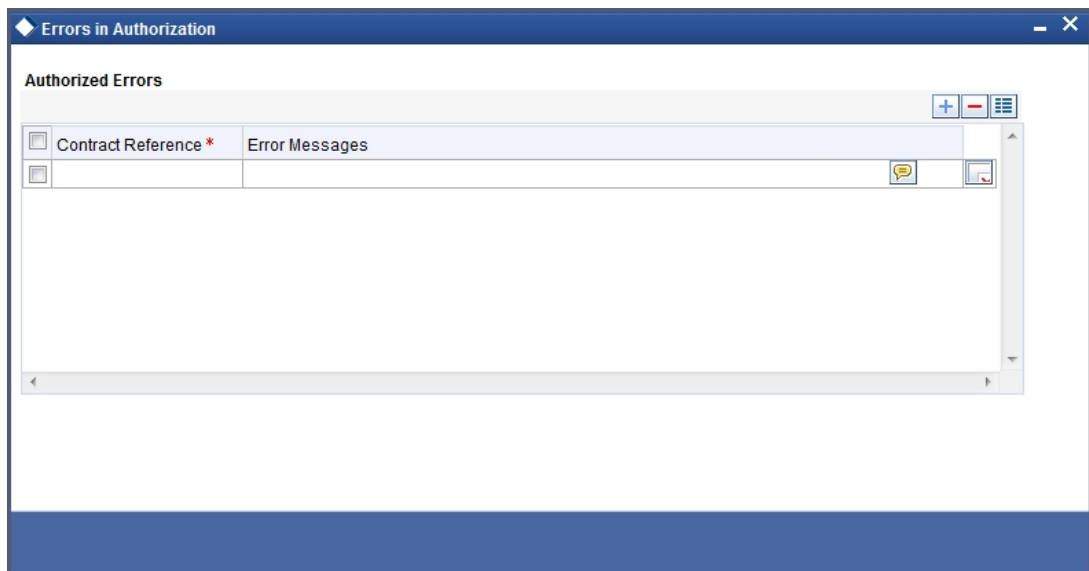 Errors in Authorization
Authorized Errors
Contract Reference * Error Messages